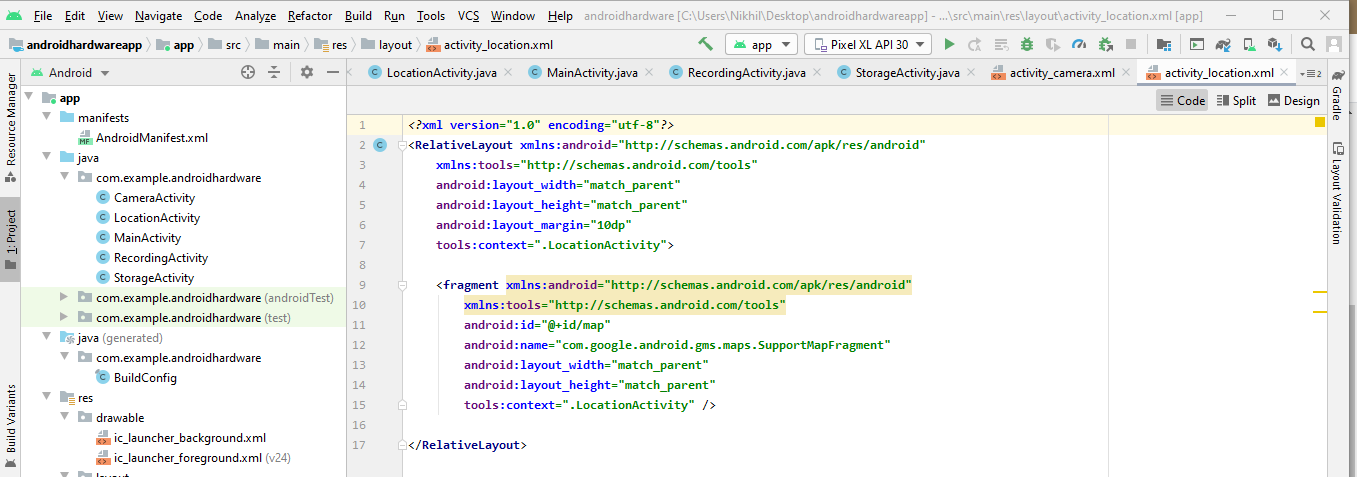 File Edit View Navigate Code Analyze Refactor Build Run Tools VCS Window Help androidhardware [C:\Users\Nikhil\Desktop\androidhardwareapp] - ...\src\main\res\layout\activity_location.xml [app]
androidhardwareapp app src main res layout activity_location.xml app Pixel XL API 30
Android LocationActivity.java MainActivity.java RecordingActivity.java StorageActivity.java activity_camera.xml activity_location.xml 2
Code Split Design
Resource Manager
1: Project
Build Variants
app
manifests
MF AndroidManifest.xml
java
com.example.androidhardware
C CameraActivity
C LocationActivity
C MainActivity
C RecordingActivity
C StorageActivity
com.example.androidhardware (androidTest)
com.example.androidhardware (test)
java (generated)
com.example.androidhardware
C BuildConfig
res
drawable
ic_launcher_background.xml
ic_launcher_foreground.xml (v24)
layout
1 <?xml version="1.0" encoding="utf-8"?>
2 C <RelativeLayout xmlns:android="http://schemas.android.com/apk/res/android"
3 xmlns:tools="http://schemas.android.com/tools"
4 android:layout_width="match_parent"
5 android:layout_height="match_parent"
6 android:layout_margin="10dp"
7 tools:context=".LocationActivity">
8
9 <fragment xmlns:android="http://schemas.android.com/apk/res/android"
10 xmlns:tools="http://schemas.android.com/tools"
11 android:id="@+id/map"
12 android:name="com.google.android.gms.maps.SupportMapFragment"
13 android:layout_width="match_parent"
14 android:layout_height="match_parent"
15 tools:context=".LocationActivity" />
16
17 </RelativeLayout>
Gradle
Layout Validation